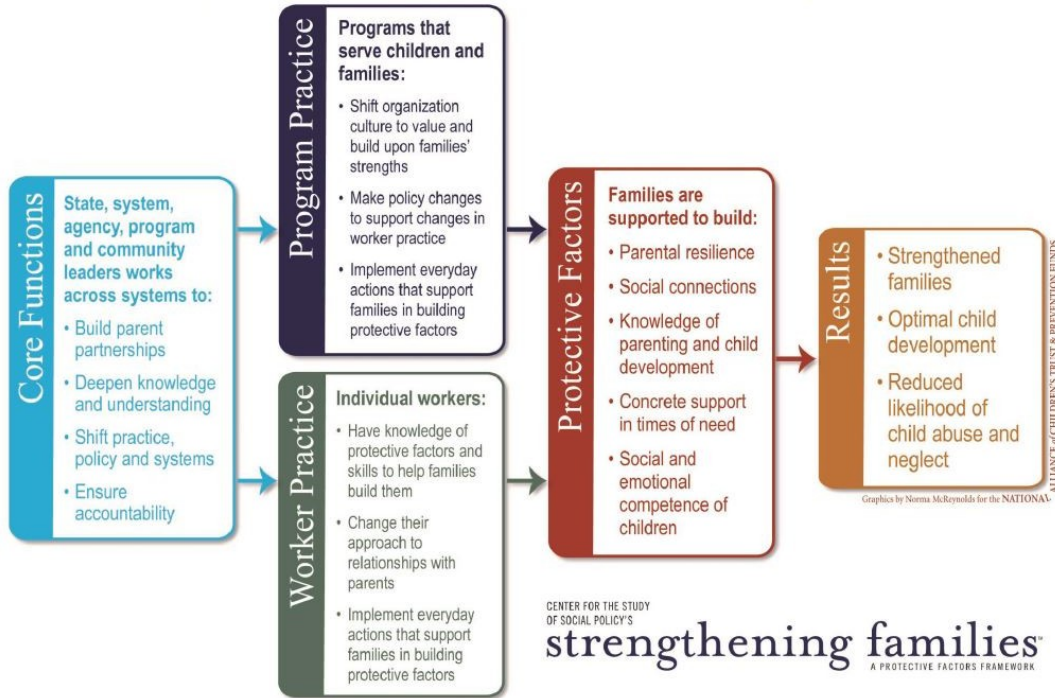 Core Functions
State, system,
agency, program
and community
leaders works
across systems to:
• Build parent
partnerships
• Deepen knowledge
and understanding
• Shift practice,
policy and systems
• Ensure
accountability
Program Practice
Programs that
serve children and
families:
• Shift organization
culture to value and
build upon families'
strengths
• Make policy changes
to support changes in
worker practice
• Implement everyday
actions that support
families in building
protective factors
Worker Practice
Individual workers:
• Have knowledge of
protective factors and
skills to help families
build them
• Change their
approach to
relationships with
parents
• Implement everyday
actions that support
families in building
protective factors
Protective Factors
Families are
supported to build:
• Parental resilience
• Social connections
• Knowledge of
parenting and child
development
• Concrete support
in times of need
• Social and
emotional
competence of
children
Results
• Strengthened
families
• Optimal child
development
• Reduced
likelihood of
child abuse and
neglect
Graphics by Norma McReynolds for the NATIONAL
ALLIANCE of CHILDREN'S TRUST & PREVENTION FUNDS
CENTER FOR THE STUDY
OF SOCIAL POLICY'S
strengthening families™
A PROTECTIVE FACTORS FRAMEWORK